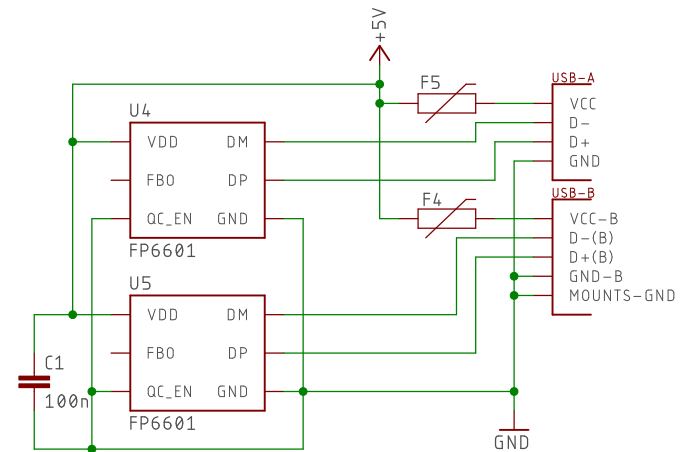 +5V
F5
USB-A
VCC
D-
D+
GND
U4
VDD DM
FBO DP
QC_EN GND
FP6601
F4
USB-B
VCC-B
D-(B)
D+(B)
GND-B
MOUNTS-GND
U5
VDD DM
FBO DP
QC_EN GND
FP6601
C1
100n
GND